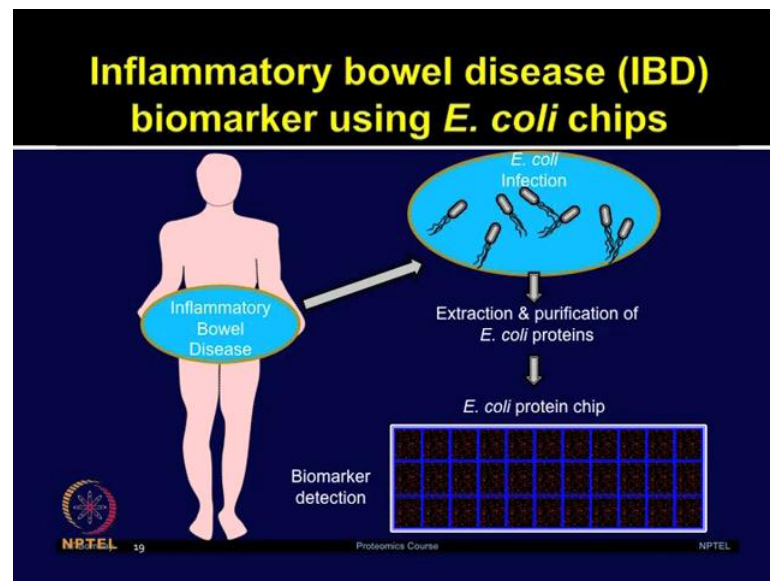 Inflammatory bowel disease (IBD)
biomarker using E. coli chips
E. coli
Infection
Inflammatory
Bowel
Disease
Extraction & purification of
E. coli proteins
E. coli protein chip
Biomarker
detection
NPTEL
19
Proteomics Course
NPTEL